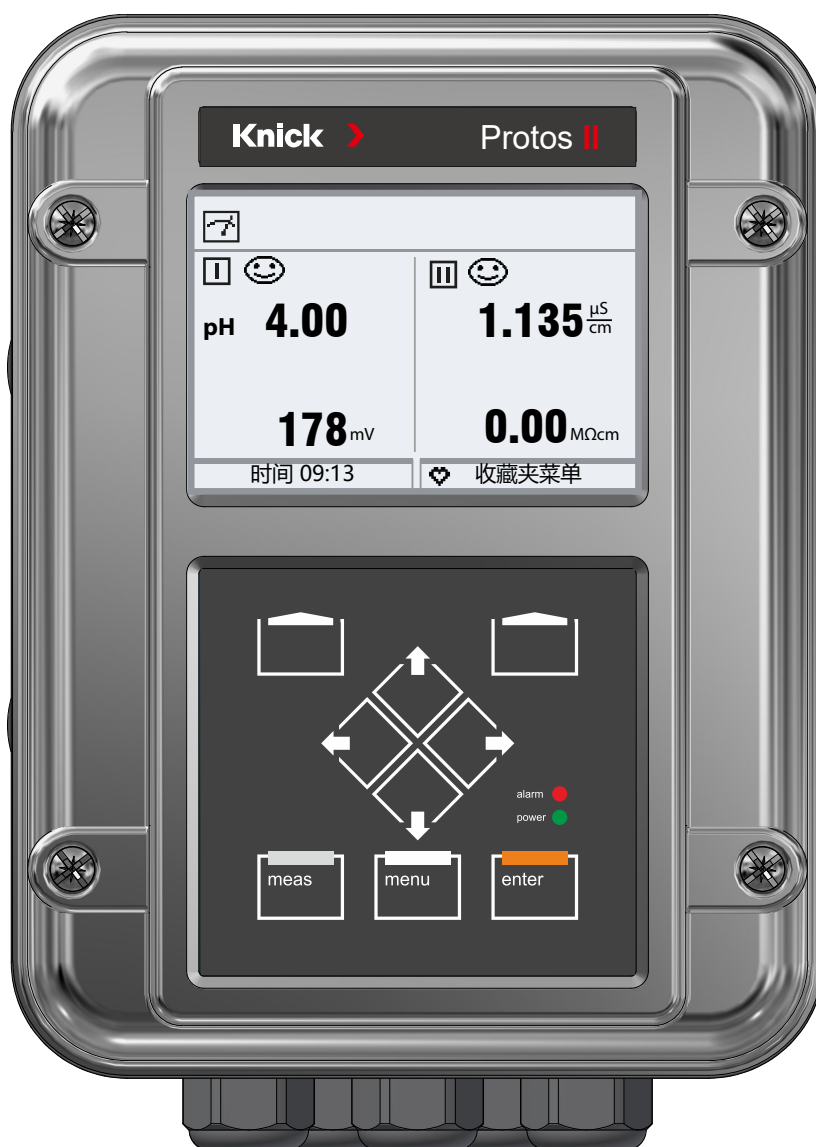 Knick Protos II
I II
pH 4.00 1.135 µS/cm
178 mV 0.00 MΩcm
时间 09:13 收藏夹菜单
alarm
power
meas menu enter